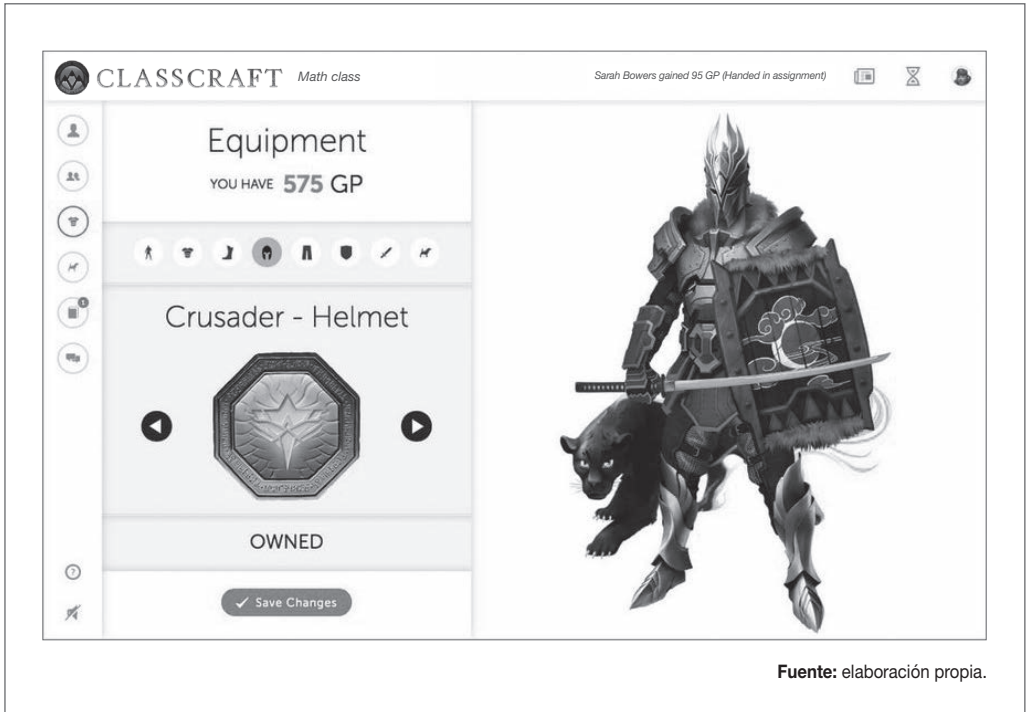 CLASSCRAFT Math class
Sarah Bowers gained 95 GP (Handed in assignment)
Equipment
YOU HAVE 575 GP
1
Crusader - Helmet
OWNED
?
Save Changes
Fuente: elaboración propia.